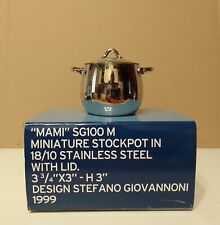 "MAMI" SG100 M
MINIATURE STOCKPOT IN
18/10 STAINLESS STEEL
WITH LID.
3 3/4"X3" - H 3"
DESIGN STEFANO GIOVANNONI
1999